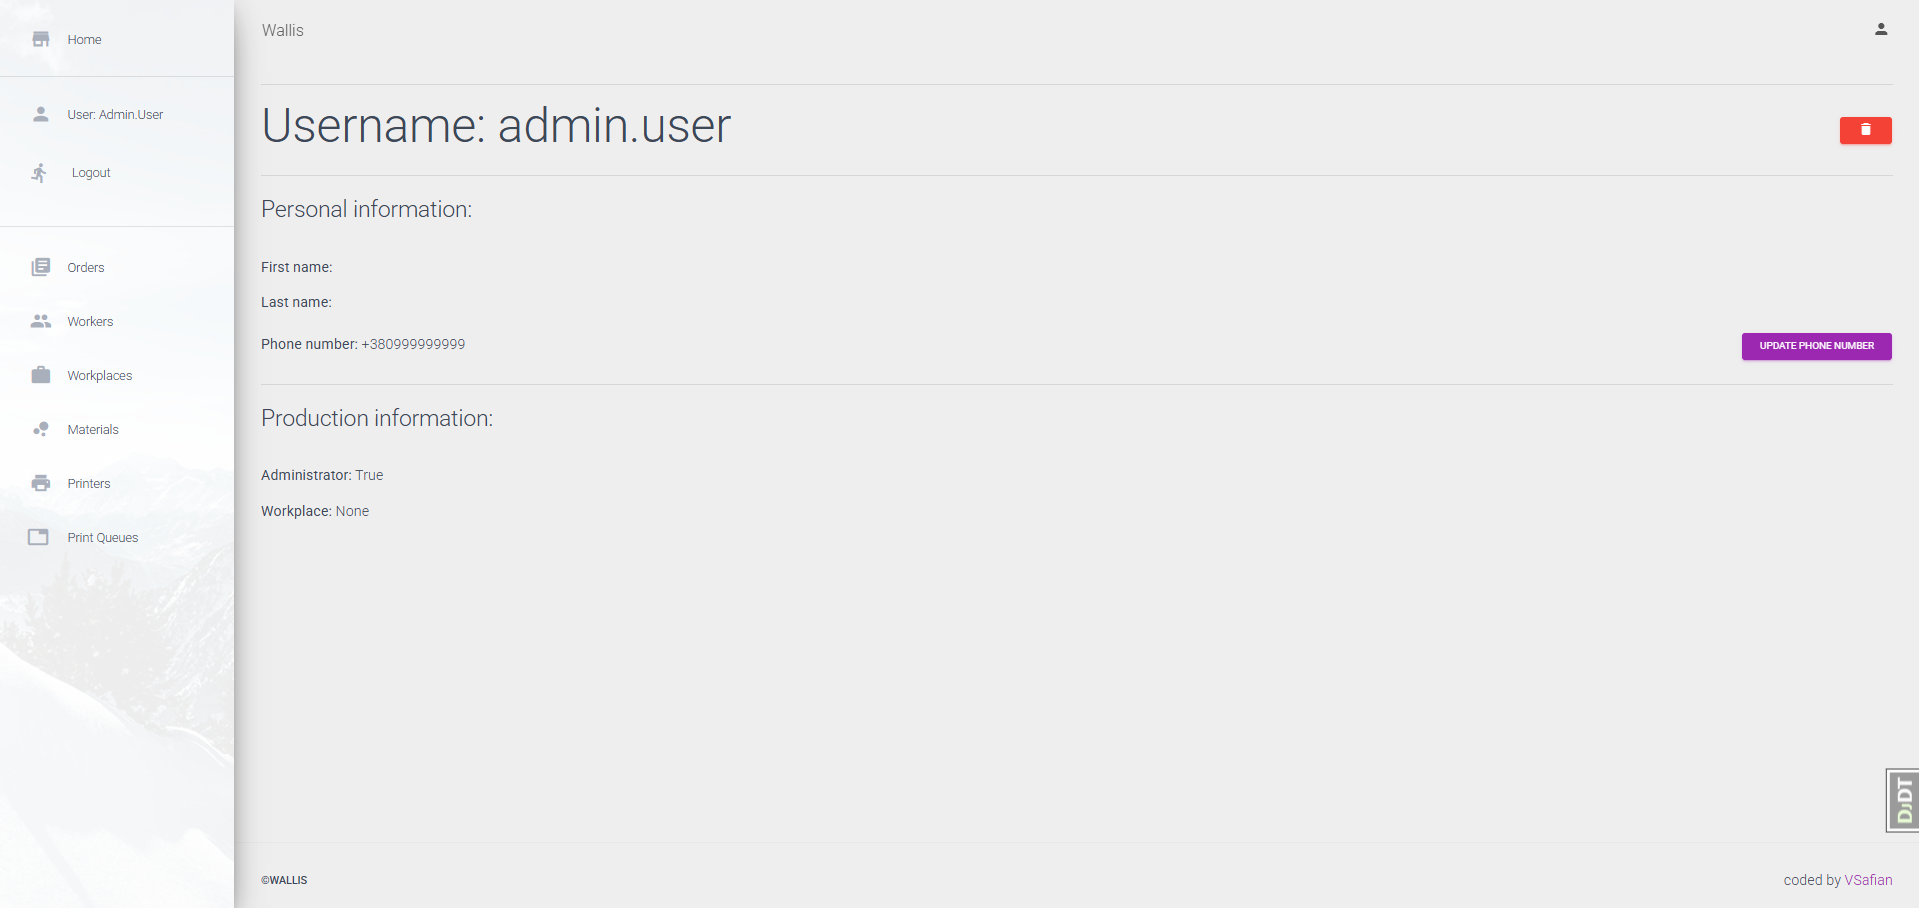 Home
User: Admin.User
Logout
Orders
Workers
Workplaces
Materials
Printers
Print Queues
Wallis
Username: admin.user
Personal information:
First name:
Last name:
Phone number: +380999999999
UPDATE PHONE NUMBER
Production information:
Administrator: True
Workplace: None
DjDT
©WALLIS
coded by VSafian